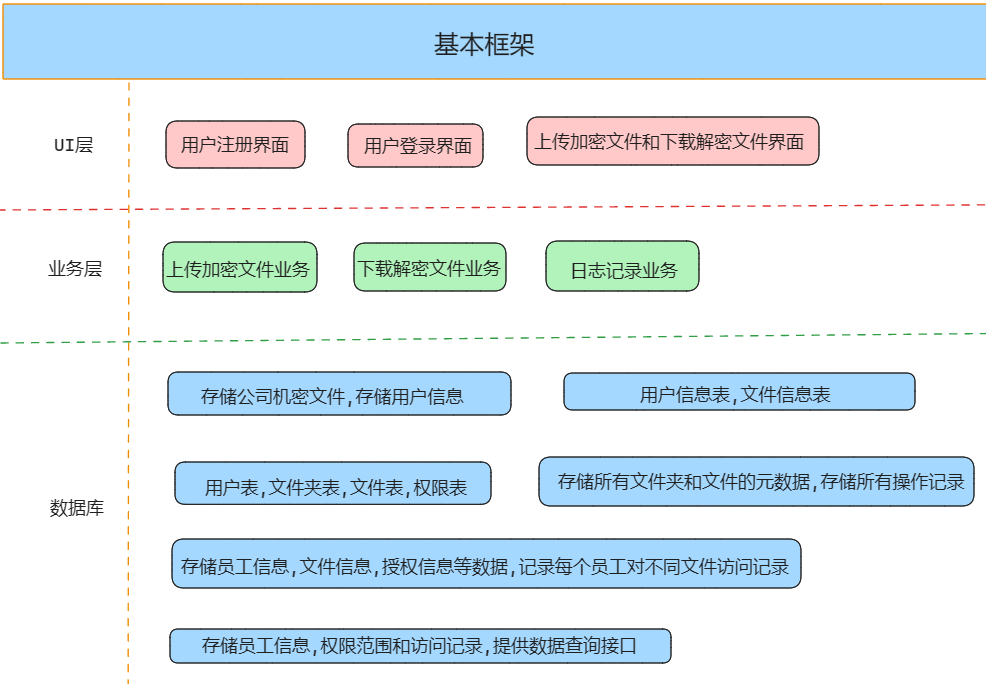 基本框架
UI层
用户注册界面
用户登录界面
上传加密文件和下载解密文件界面
业务层
上传加密文件业务
下载解密文件业务
日志记录业务
数据库
存储公司机密文件,存储用户信息
用户信息表,文件信息表
用户表,文件夹表,文件表,权限表
存储所有文件夹和文件的元数据,存储所有操作记录
存储员工信息,文件信息,授权信息等数据,记录每个员工对不同文件访问记录
存储员工信息,权限范围和访问记录,提供数据查询接口